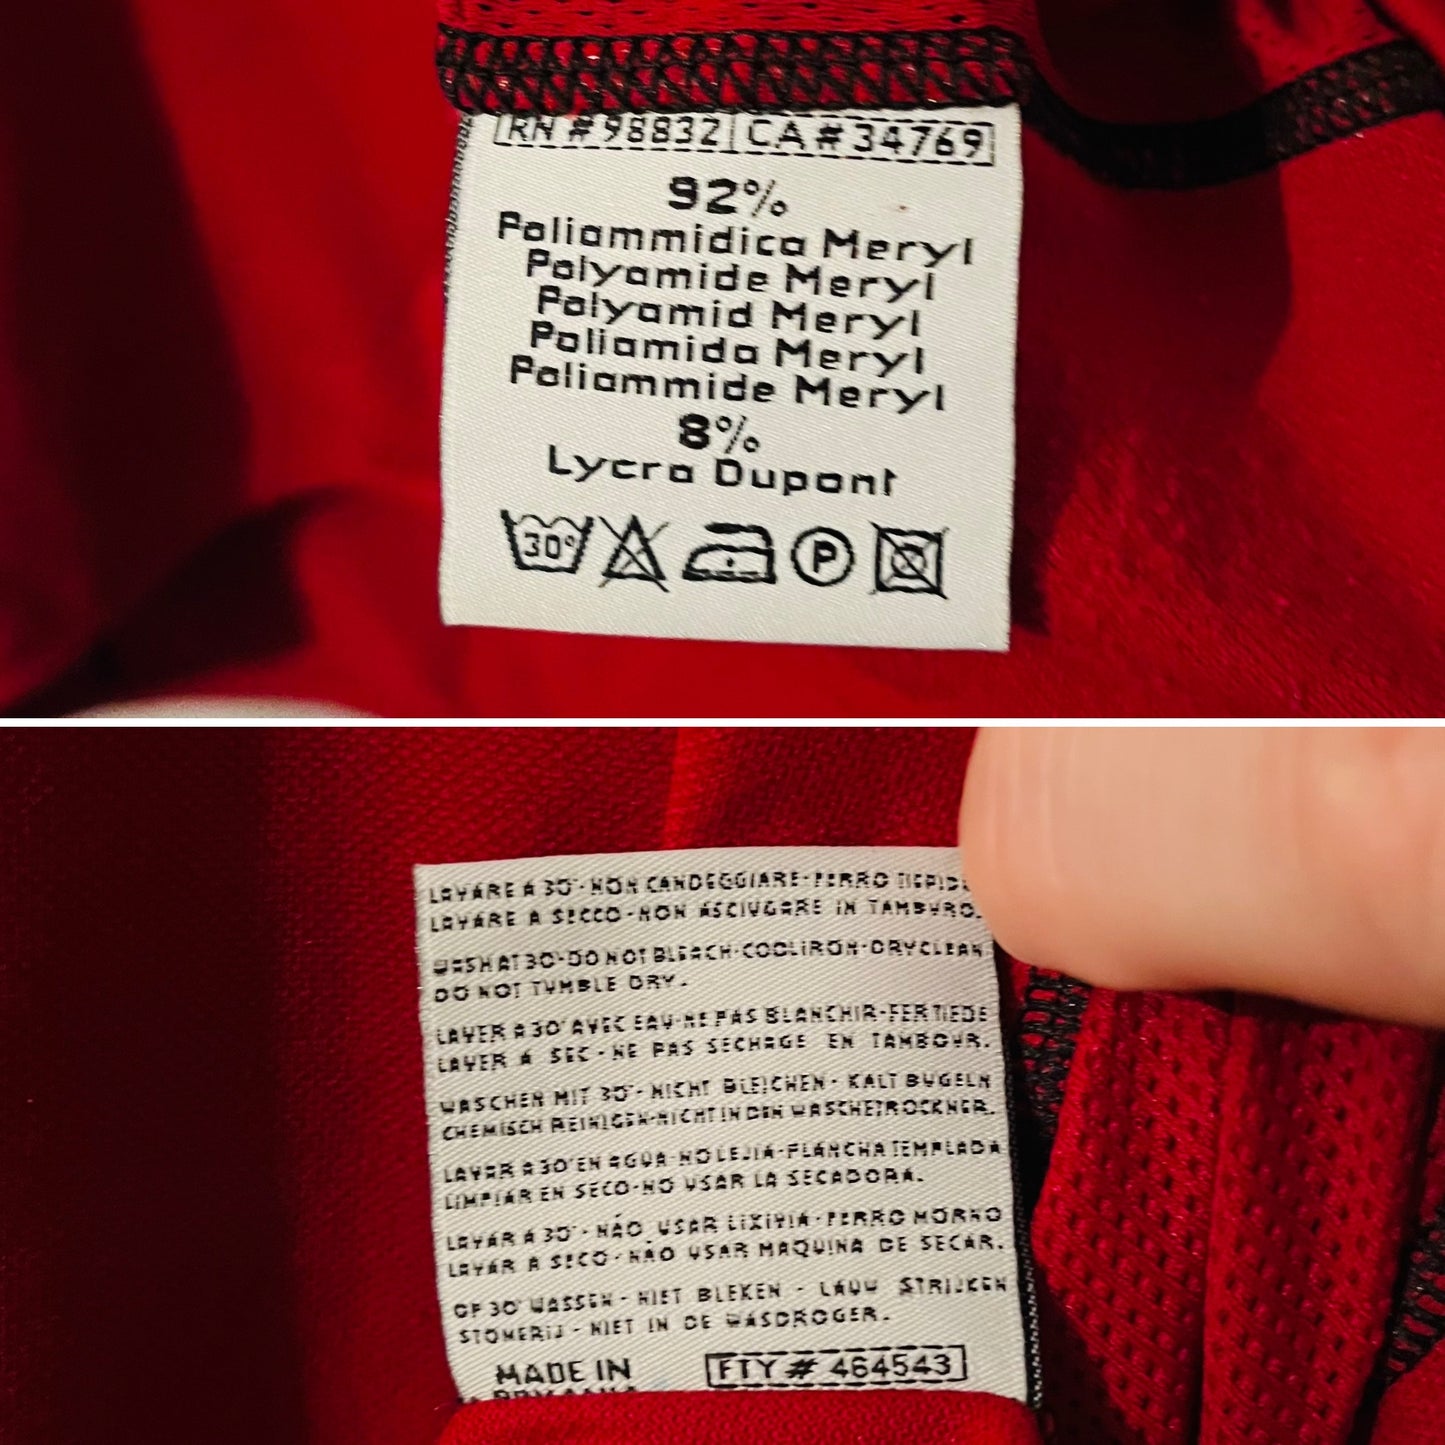 RN #98832 CA#34769
92%
Poliammidica Meryl
Polyamide Meryl
Polyamid Meryl
Poliamida Meryl
Poliammide Meryl
8%
Lycra Dupont
30°
P
LAVARE A 30°-NON CANDEGGIARE-FERRO
LAVARE A SECCO-NON ASCIUGARE IN TAMBURO.
WASH AT 30°-DO NOT BLEACH-COOL IRON-DRY CLEAN
DO NOT TUMBLE DRY.
LAVER A 30° AVEC EAU-NE PAS BLANCHIR-FER TIEDE
LAVER A SEC-NE PAS SECHAGE EN TAMBOUR.
WASCHEN MIT 30°-NICHT BLEICHEN-KALT BUGELN
CHEMISCH REINIGEN-NICHT IN DEN WASCHETROCKNER.
LAVAR A 30° EN AGUA-NO LEJIA-PLANCHA TEMPLADA
LIMPIAR EN SECO-NO USAR LA SECADORA.
LAVAR A 30°-NÃO USAR LIXIVIA-FERRO MORNO
LAVAR A SECO-NAO USAR MAQUINA DE SECAR.
OP 30° WASSEN-NIET BLEKEN-LAUW STRIJKEN
STOMERIJ-NIET IN DE WASDROGER.
MADE IN FTY # 464543